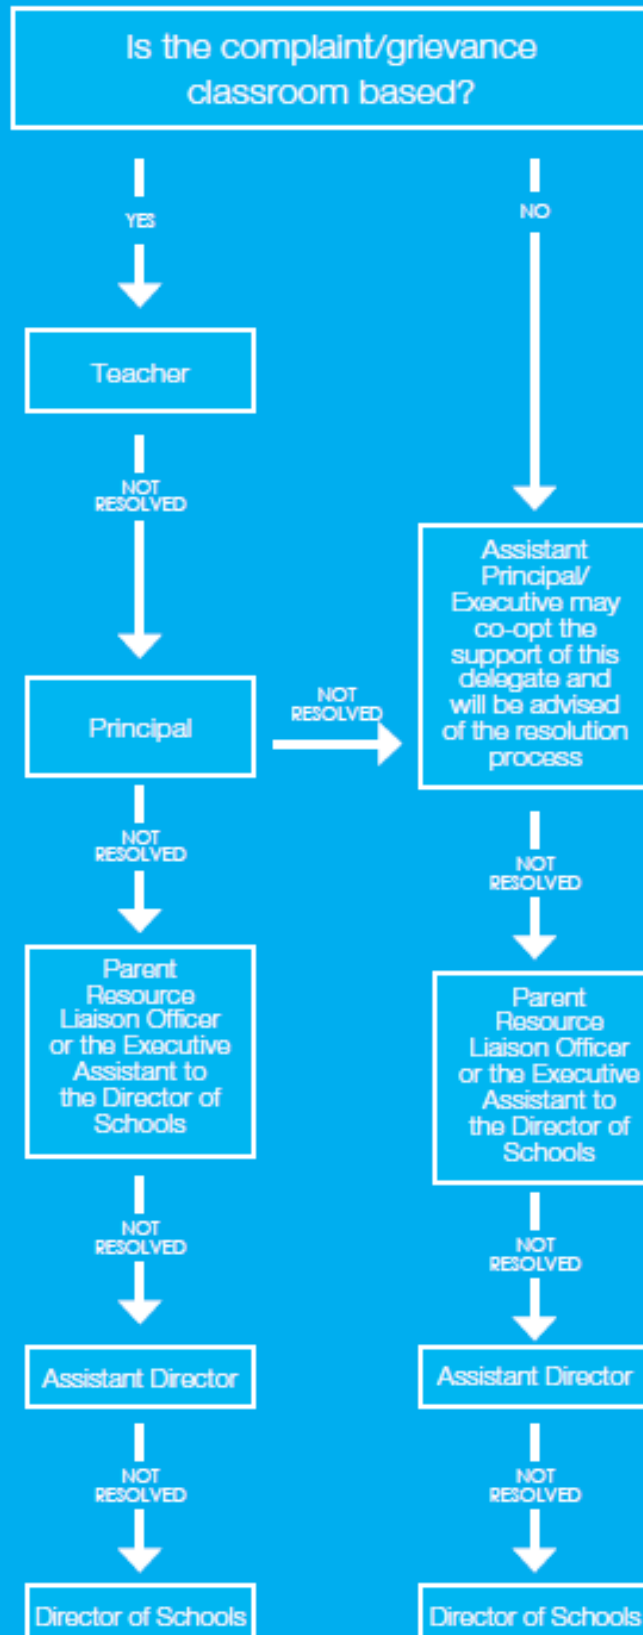 Is the complaint/grievance
classroom based?
YES
NO
Teacher
NOT
RESOLVED
Assistant
Principal/
Executive may
co-opt the
support of this
delegate and
will be advised
of the resolution
process
Principal
NOT
RESOLVED
NOT
RESOLVED
NOT
RESOLVED
Parent
Resource
Liaison Officer
or the Executive
Assistant to
the Director of
Schools
Parent
Resource
Liaison Officer
or the Executive
Assistant to
the Director of
Schools
NOT
RESOLVED
NOT
RESOLVED
Assistant Director
Assistant Director
NOT
RESOLVED
NOT
RESOLVED
Director of Schools
Director of Schools